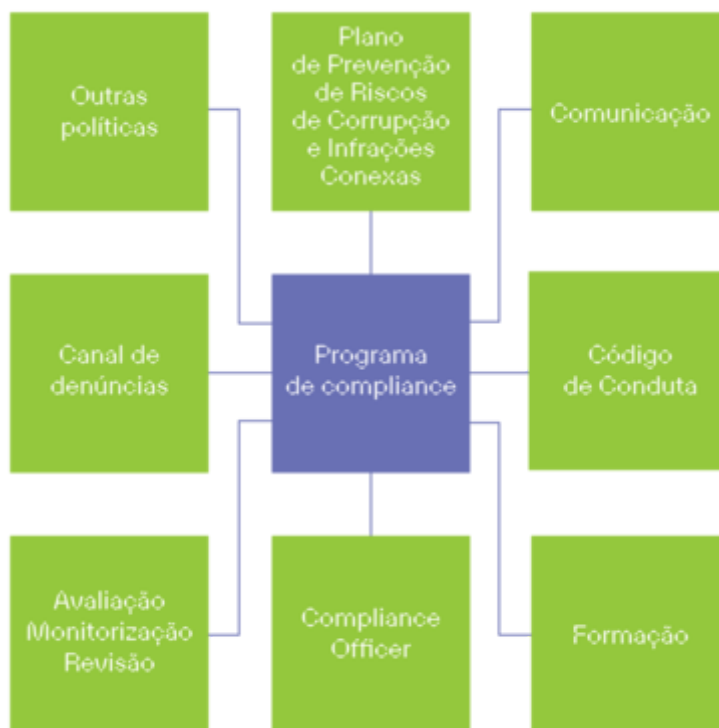 Outras
políticas
Plano
de Prevenção
de Riscos
de Corrupção
e Infrações
Conexas
Comunicação
Canal de
denúncias
Programa
de compliance
Código
de Conduta
Avaliação
Monitorização
Revisão
Compliance
Officer
Formação